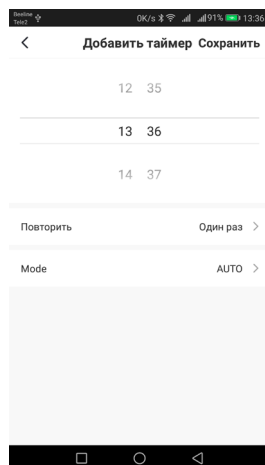 Beeline
Tele2
0K/s 91% 13:36
Добавить таймер Сохранить
12 35
13 36
14 37
Повторить Один раз
Mode AUTO